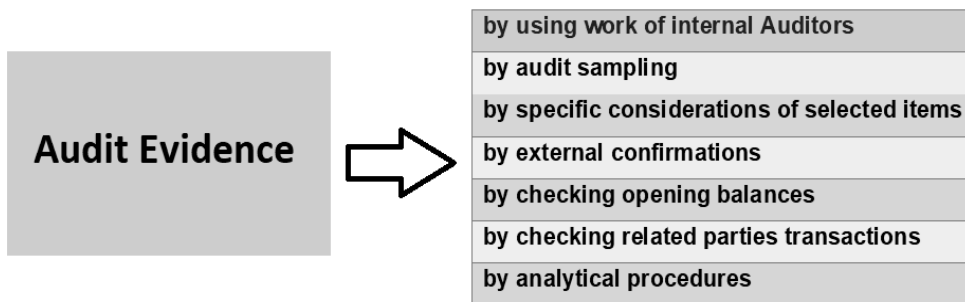 Audit Evidence
by using work of internal Auditors
by audit sampling
by specific considerations of selected items
by external confirmations
by checking opening balances
by checking related parties transactions
by analytical procedures